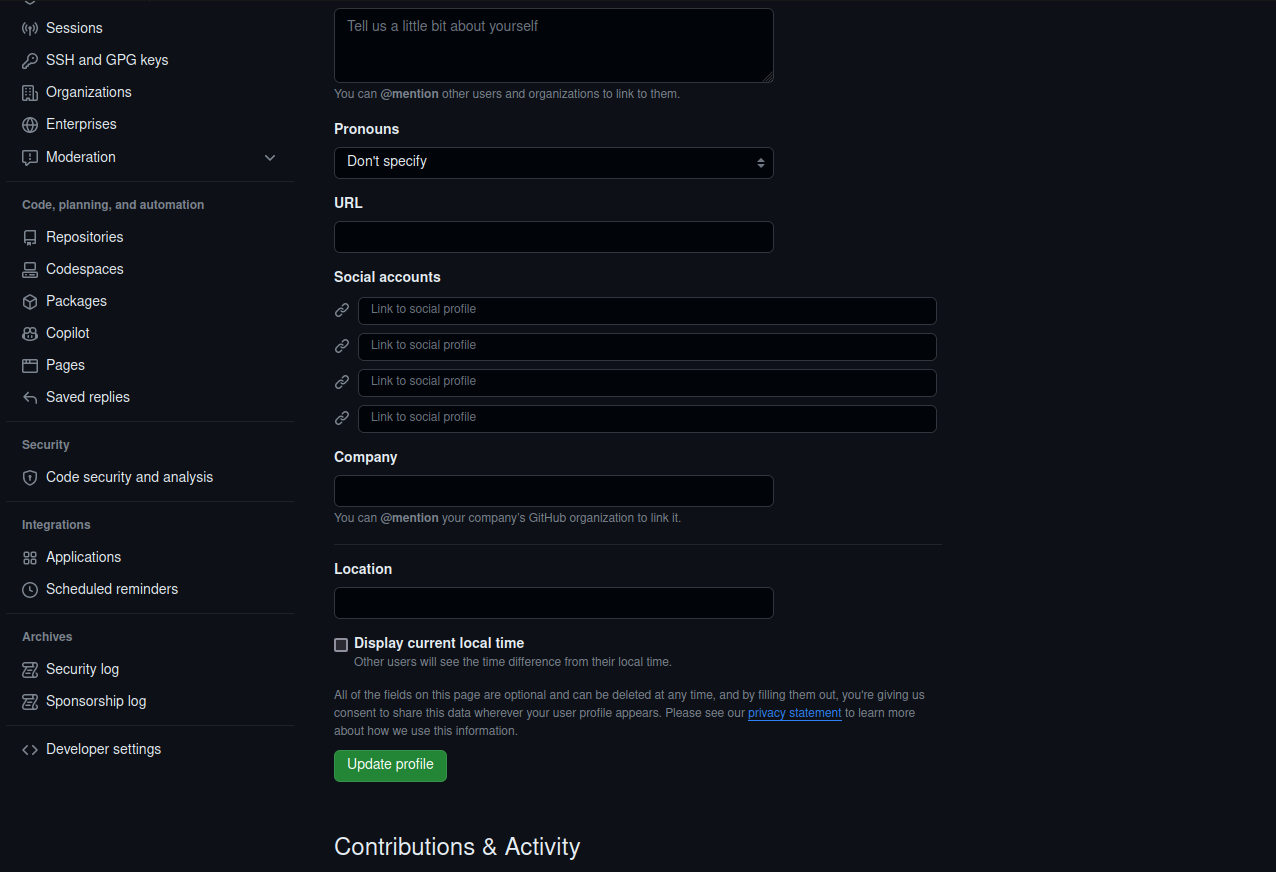 Sessions
SSH and GPG keys
Organizations
Enterprises
Moderation
Code, planning, and automation
Repositories
Codespaces
Packages
Copilot
Pages
Saved replies
Security
Code security and analysis
Integrations
Applications
Scheduled reminders
Archives
Security log
Sponsorship log
Developer settings
Tell us a little bit about yourself
You can @mention other users and organizations to link to them.
Pronouns
Don't specify
URL
Social accounts
Link to social profile
Link to social profile
Link to social profile
Link to social profile
Company
You can @mention your company's GitHub organization to link it.
Location
Display current local time
Other users will see the time difference from their local time.
All of the fields on this page are optional and can be deleted at any time, and by filling them out, you're giving us
consent to share this data wherever your user profile appears. Please see our privacy statement to learn more
about how we use this information.
Update profile
Contributions & Activity